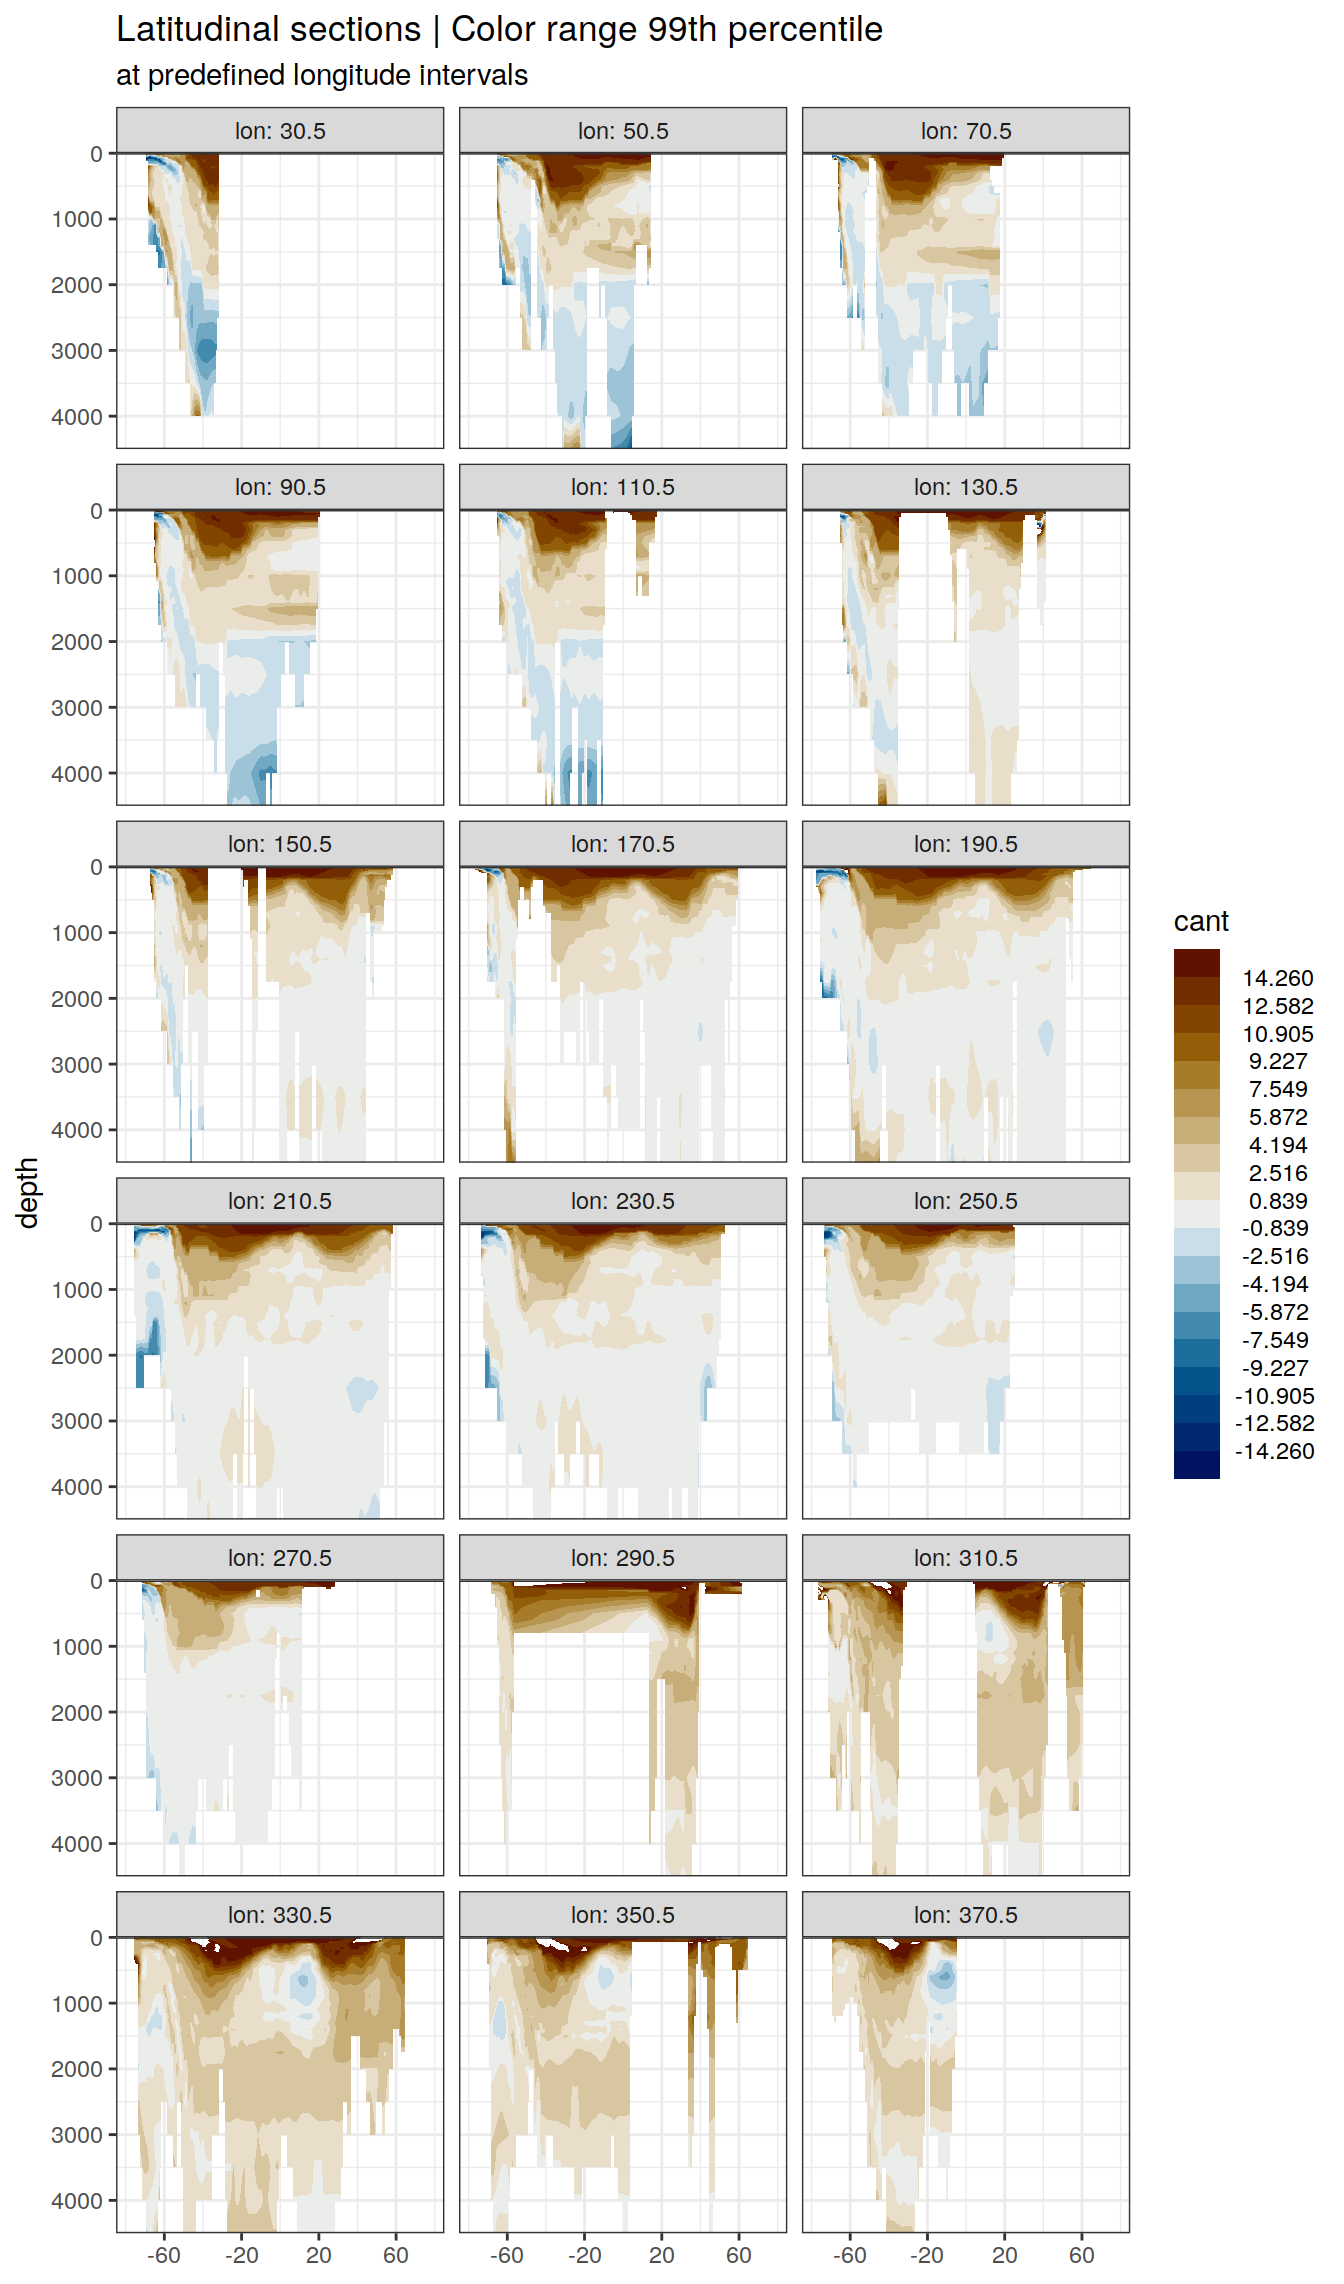 Latitudinal sections | Color range 99th percentile
at predefined longitude intervals
lon: 30.5
lon: 50.5
lon: 70.5
0
1000
2000
3000
4000
lon: 90.5
lon: 110.5
lon: 130.5
0
1000
2000
3000
4000
lon: 150.5
lon: 170.5
lon: 190.5
0
1000
2000
3000
4000
lon: 210.5
lon: 230.5
lon: 250.5
0
1000
2000
3000
4000
lon: 270.5
lon: 290.5
lon: 310.5
0
1000
2000
3000
4000
lon: 330.5
lon: 350.5
lon: 370.5
0
1000
2000
3000
4000
-60 -20 20 60
-60 -20 20 60
-60 -20 20 60
depth
cant
14.260
12.582
10.905
9.227
7.549
5.872
4.194
2.516
0.839
-0.839
-2.516
-4.194
-5.872
-7.549
-9.227
-10.905
-12.582
-14.260